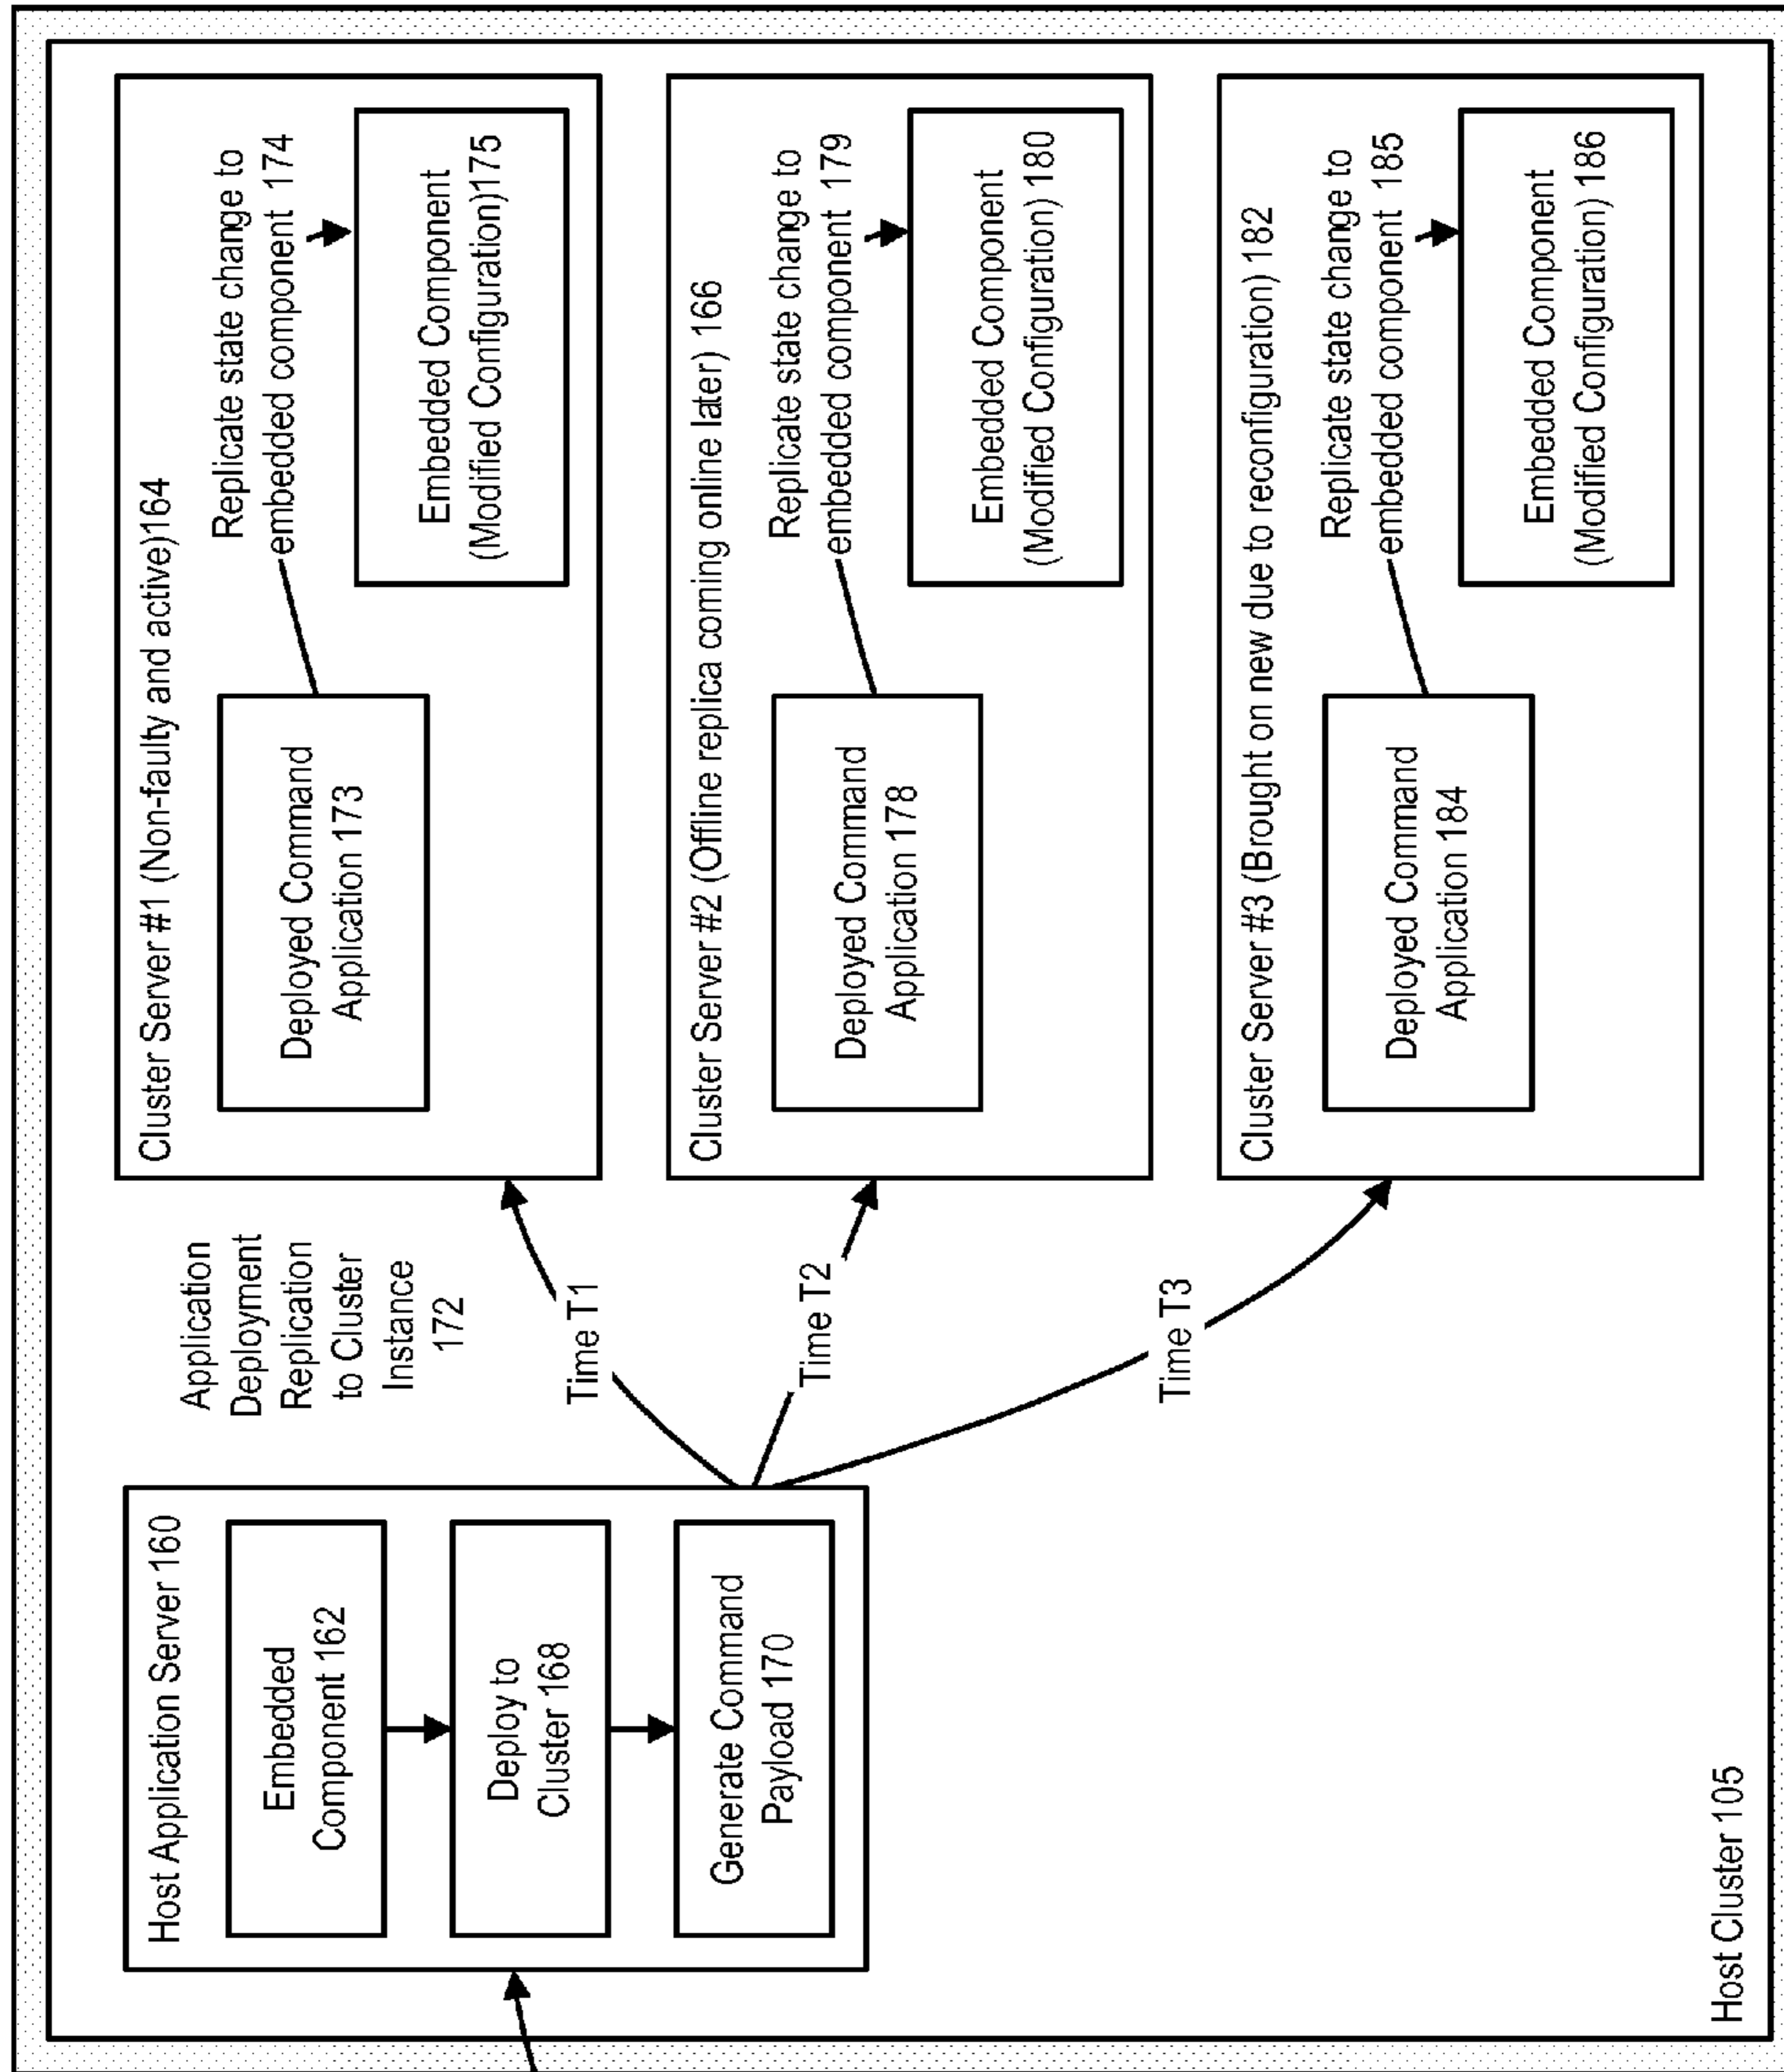 Host Application Server 160
Embedded
Component 162
Deploy to
Cluster 168
Generate Command
Payload 170
Application
Deployment
Replication
to Cluster
Instance
172
Time T1
Time T2
Time T3
Cluster Server #1 (Non-faulty and active)164
Deployed Command
Application 173
Replicate state change to
embedded component 174
Embedded Component
(Modified Configuration)175
Cluster Server #2 (Offline replica coming online later) 166
Deployed Command
Application 178
Replicate state change to
embedded component 179
Embedded Component
(Modified Configuration) 180
Cluster Server #3 (Brought on new due to reconfiguration) 182
Deployed Command
Application 184
Replicate state change to
embedded component 185
Embedded Component
(Modified Configuration) 186
Host Cluster 105